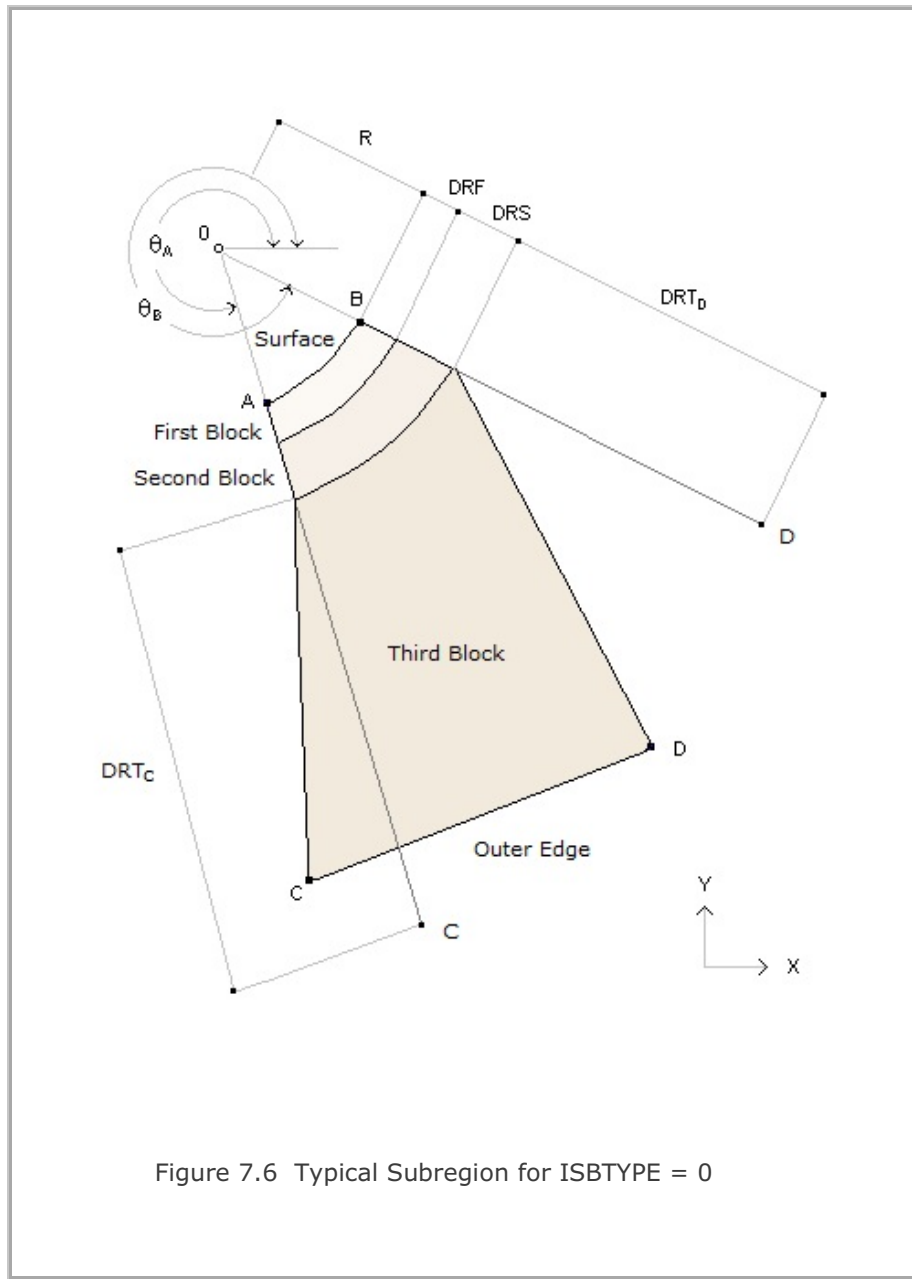 R
DRF
DRS
DRT_D
0
θ_A
θ_B
B
Surface
A
First Block
Second Block
D
Third Block
DRT_C
D
Outer Edge
C
C
Y
X
Figure 7.6 Typical Subregion for ISBTYPE = 0